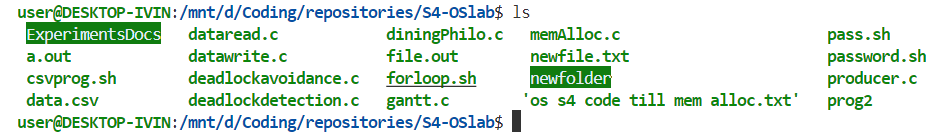 user@DESKTOP-IVIN:/mnt/d/Coding/repositories/S4-OSlab$ ls
ExperimentsDocs dataread.c diningPhilo.c memAlloc.c pass.sh
a.out datawrite.c file.out newfile.txt password.sh
csvprog.sh deadlockavoidance.c forloop.sh newfolder producer.c
data.csv deadlockdetection.c gantt.c 'os s4 code till mem alloc.txt' prog2
user@DESKTOP-IVIN:/mnt/d/Coding/repositories/S4-OSlab$